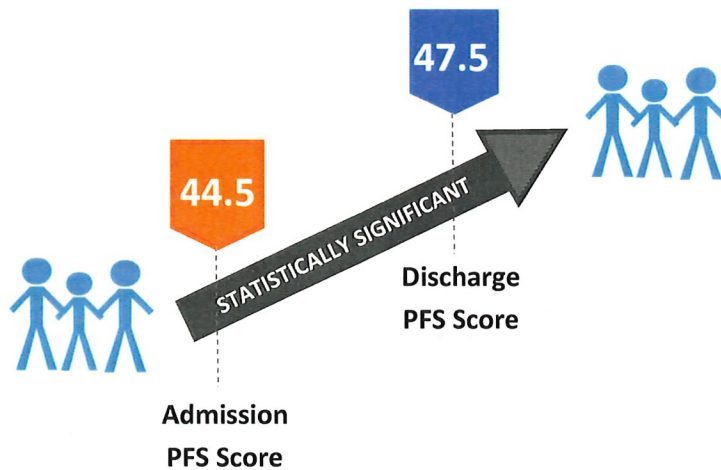 47.5
44.5
STATISTICALLY SIGNIFICANT
Discharge
PFS Score
Admission
PFS Score